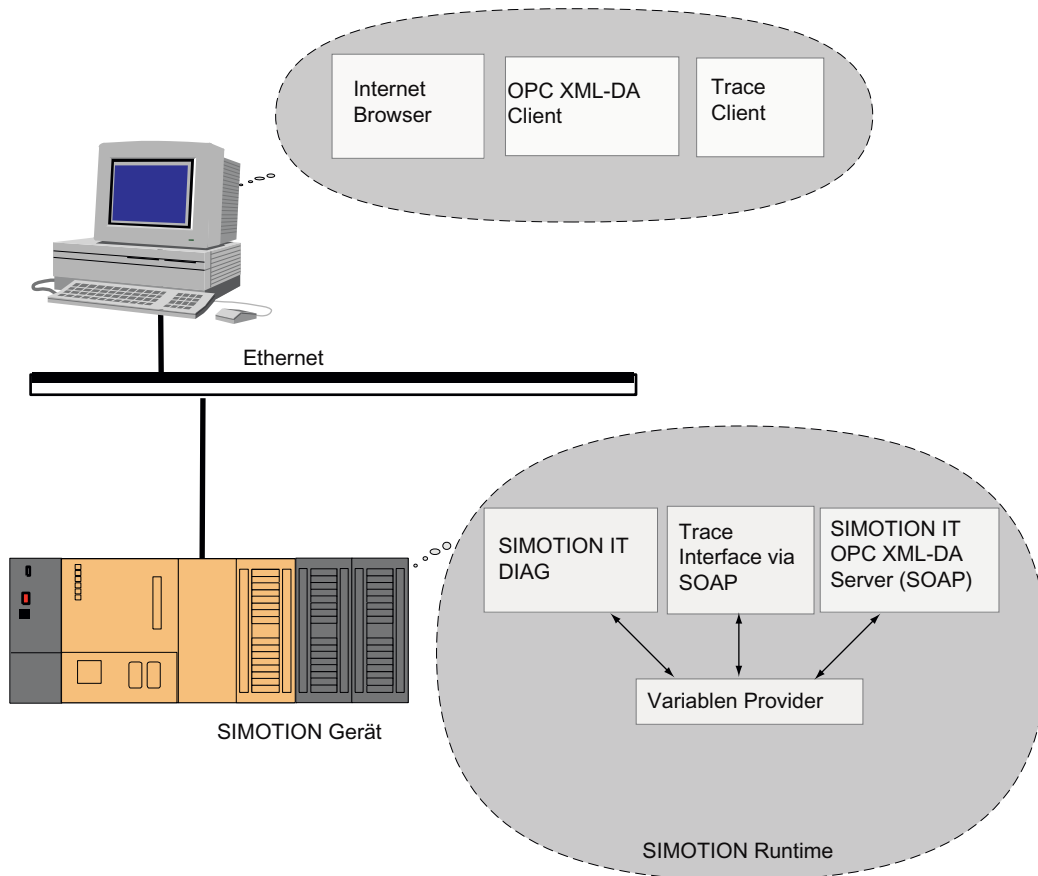 Internet
Browser
OPC XML-DA
Client
Trace
Client
Ethernet
SIMOTION IT
DIAG
Trace
Interface via
SOAP
SIMOTION IT
OPC XML-DA
Server (SOAP)
Variablen Provider
SIMOTION Gerät
SIMOTION Runtime